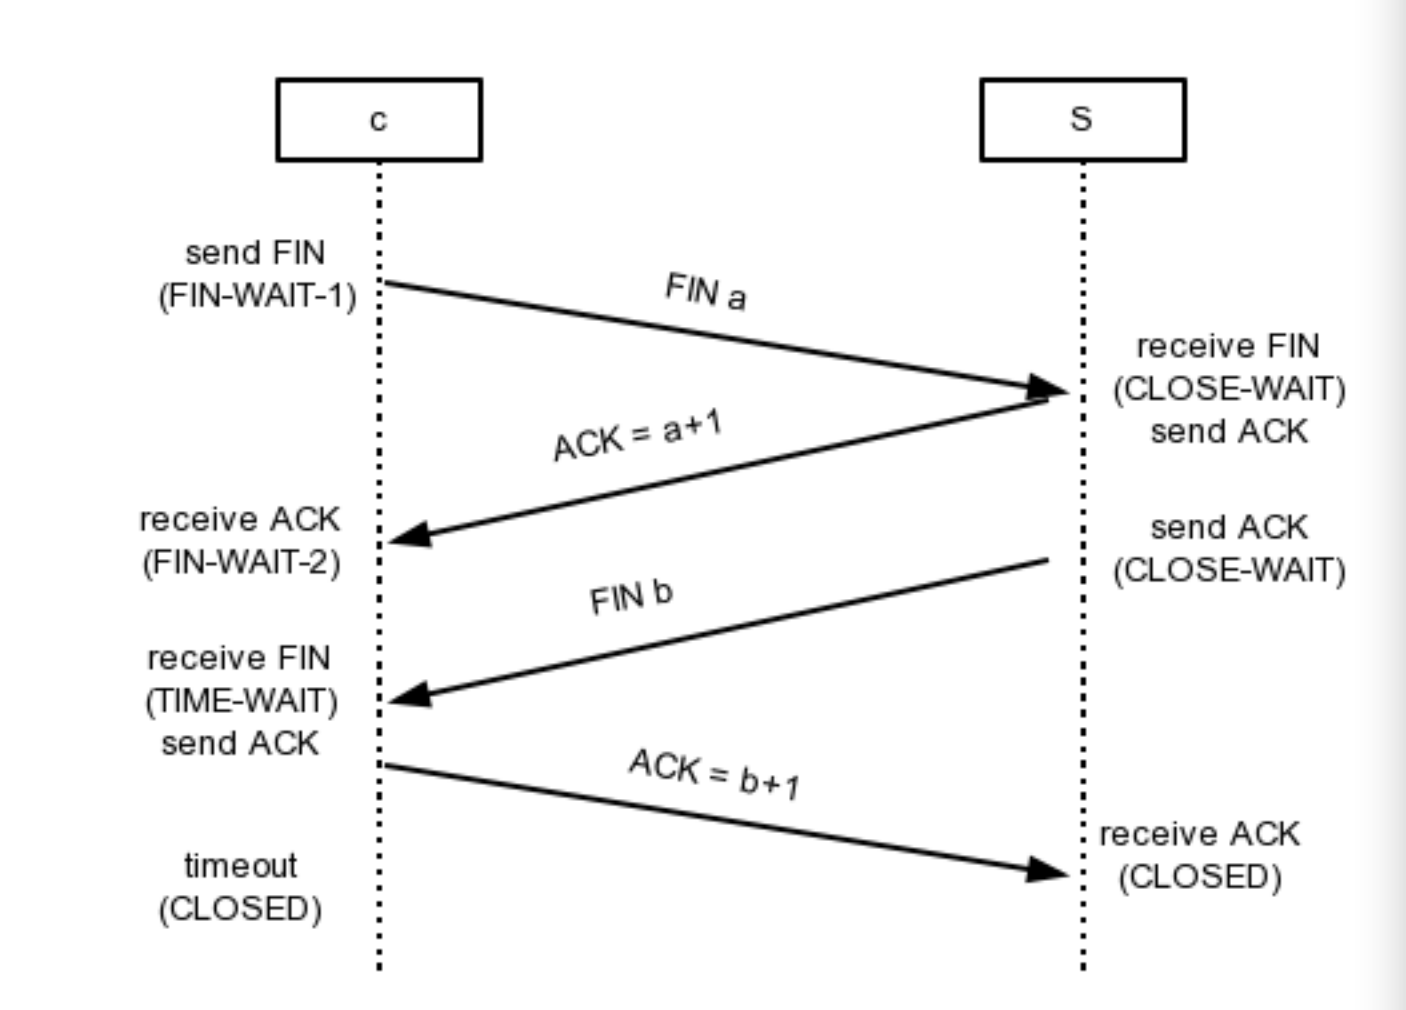 c
S
send FIN
(FIN-WAIT-1)
FIN a
receive FIN
(CLOSE-WAIT)
send ACK
ACK = a+1
receive ACK
(FIN-WAIT-2)
send ACK
(CLOSE-WAIT)
FIN b
receive FIN
(TIME-WAIT)
send ACK
ACK = b+1
receive ACK
(CLOSED)
timeout
(CLOSED)